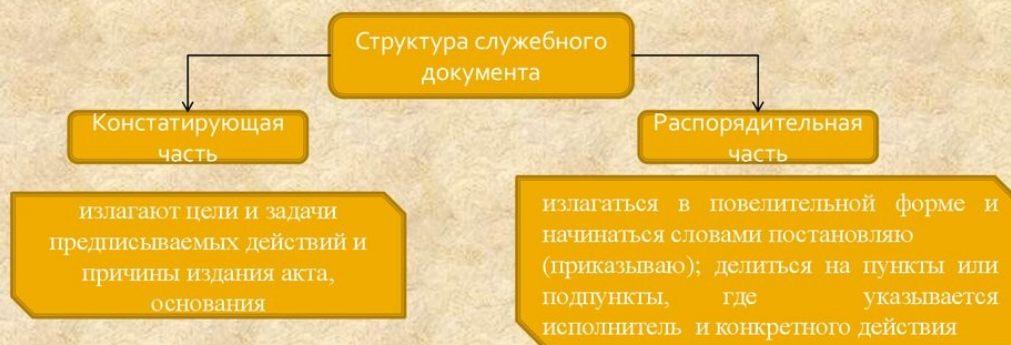 Структура служебного
документа
Констатирующая
часть
Распорядительная
часть
излагают цели и задачи
предписываемых действий и
причины издания акта,
основания
излагаться в повелительной форме и
начинаться словами постановляю
(приказываю); делиться на пункты или
подпункты, где указывается
исполнитель и конкретного действия